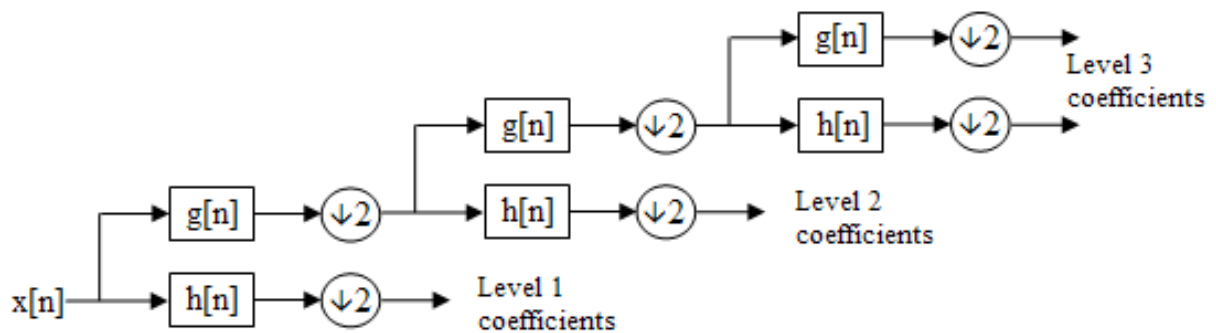 g[n]
↓2
Level 3
coefficients
g[n]
↓2
h[n]
↓2
g[n]
↓2
h[n]
↓2
Level 2
coefficients
x[n]
h[n]
↓2
Level 1
coefficients